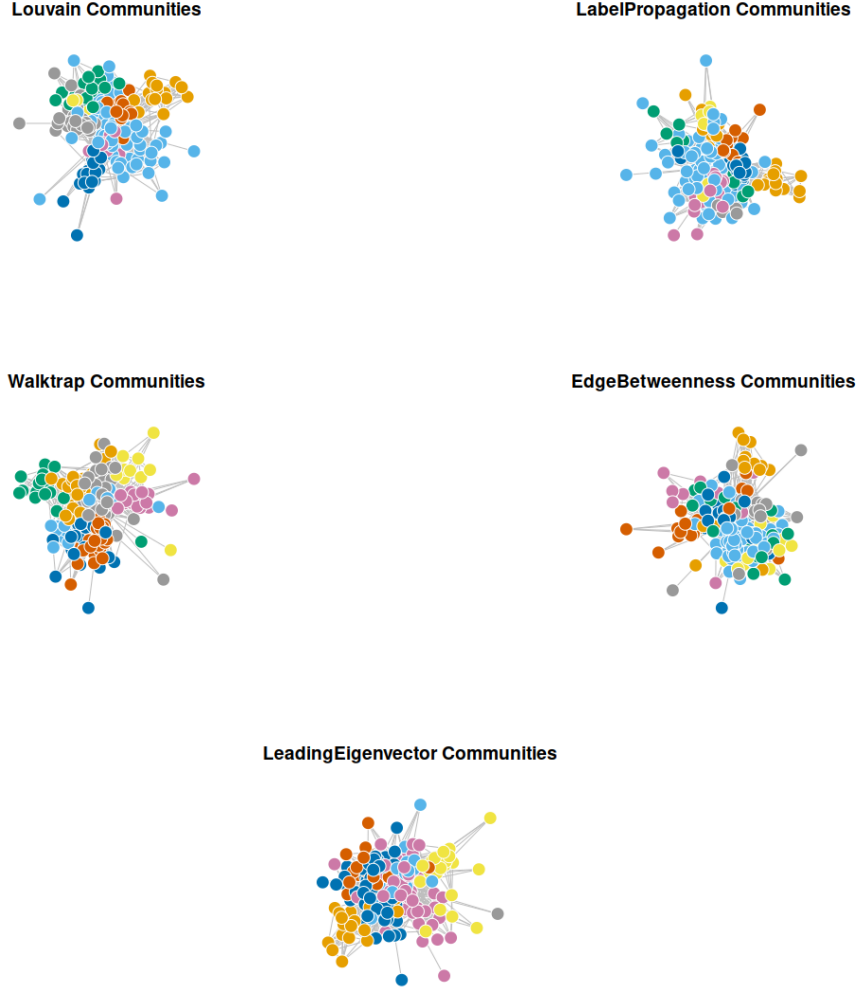 Louvain Communities
LabelPropagation Communities
Walktrap Communities
EdgeBetweenness Communities
LeadingEigenvector Communities